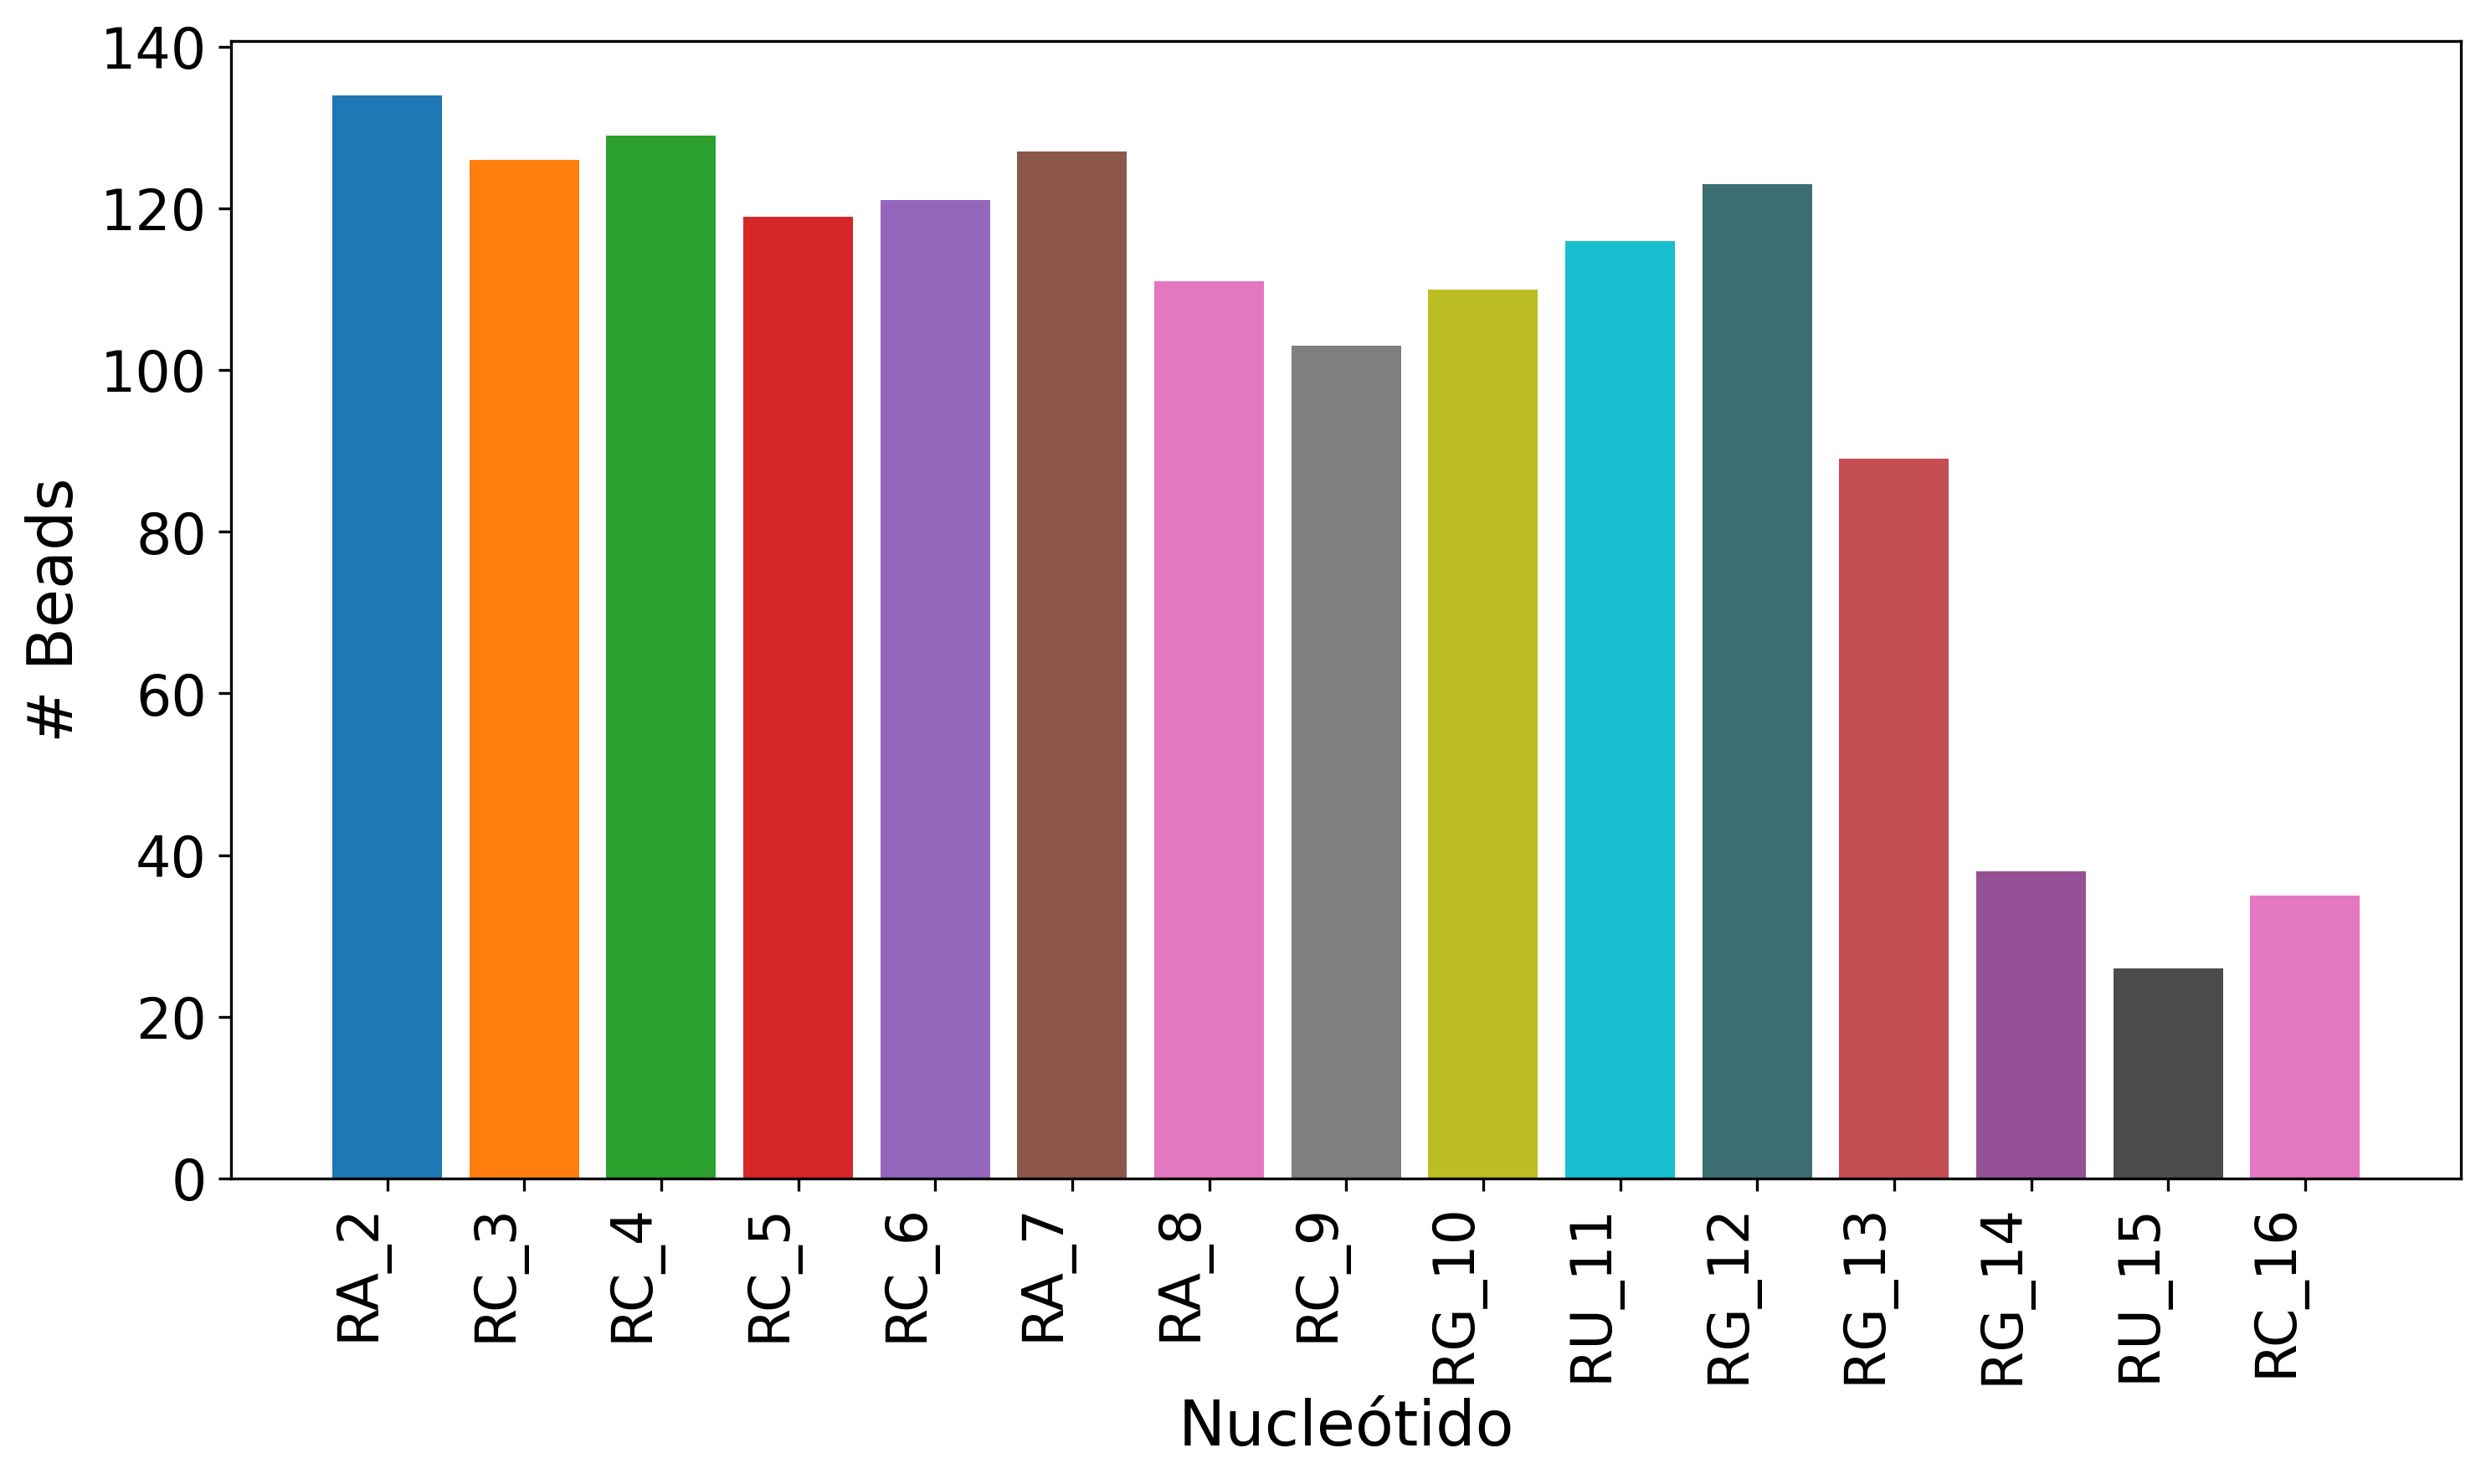 140
120
100
80
60
40
20
0
# Beads
RA_2
RC_3
RC_4
RC_5
RC_6
RA_7
RA_8
RC_9
RG_10
RU_11
RG_12
RG_13
RG_14
RU_15
RC_16
Nucleótido